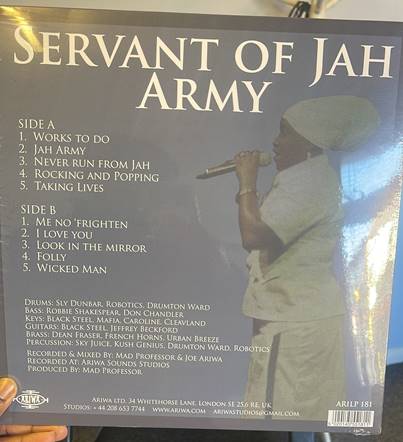 SERVANT OF JAH
ARMY
SIDE A
1. WORKS TO DO
2. JAH ARMY
3. NEVER RUN FROM JAH
4. ROCKING AND POPPING
5. TAKING LIVES
SIDE B
1. ME NO 'FRIGHTEN
2. I LOVE YOU
3. LOOK IN THE MIRROR
4. FOLLY
5. WICKED MAN
DRUMS: SLY DUNBAR, ROBOTICS, DRUMTON WARD
BASS: ROBBIE SHAKESPEAR, DON CHANDLER
KEYS: BLACK STEEL, MAFIA, CAROLINE, CLEAVLAND
GUITARS: BLACK STEEL, JEFFREY BECKFORD
BRASS: DEAN FRASER, FRENCH HORNS, URBAN BREEZE
PERCUSSION: SKY JUICE, KUSH GENIUS, DRUMTON WARD, ROBOTICS
RECORDED & MIXED BY: MAD PROFESSOR & JOE ARIWA
RECORDED AT: ARIWA SOUNDS STUDIOS
PRODUCED BY: MAD PROFESSOR
ARIWA
ARIWA LTD. 34 WHITEHORSE LANE, LONDON SE 25,6 RE, UK
STUDIOS: + 44 208 653 7744 WWW.ARIWA.COM ARIWASTUDIOS@GMAIL.COM
ARILP 181